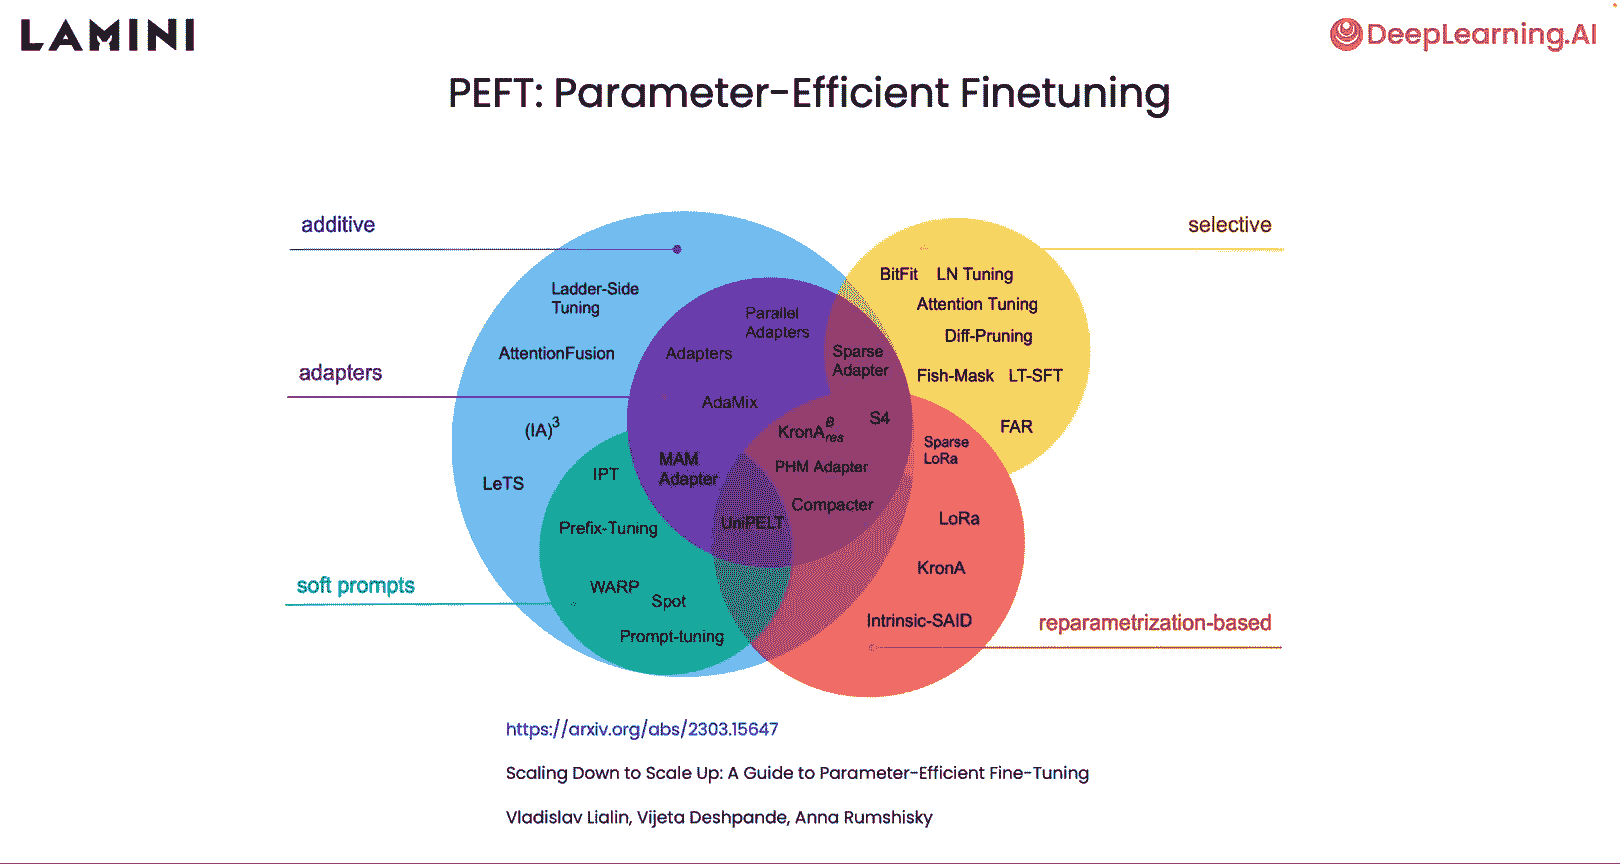 LAMINI
DeepLearning.AI
PEFT: Parameter-Efficient Finetuning
additive
selective
BitFit LN Tuning
Ladder-Side
Tuning
Attention Tuning
Parallel
Adapters
Diff-Pruning
AttentionFusion
Adapters
Sparse
Adapter
adapters
Fish-Mask LT-SFT
AdaMix
(IA)³
KronA^B_res
S4
FAR
Sparse
LoRa
MAM
Adapter
PHM Adapter
IPT
LeTS
Compacter
Prefix-Tuning
UniPELT
LoRa
KronA
soft prompts
WARP
Spot
Intrinsic-SAID
reparametrization-based
Prompt-tuning
https://arxiv.org/abs/2303.15647
Scaling Down to Scale Up: A Guide to Parameter-Efficient Fine-Tuning
Vladislav Lialin, Vijeta Deshpande, Anna Rumshisky